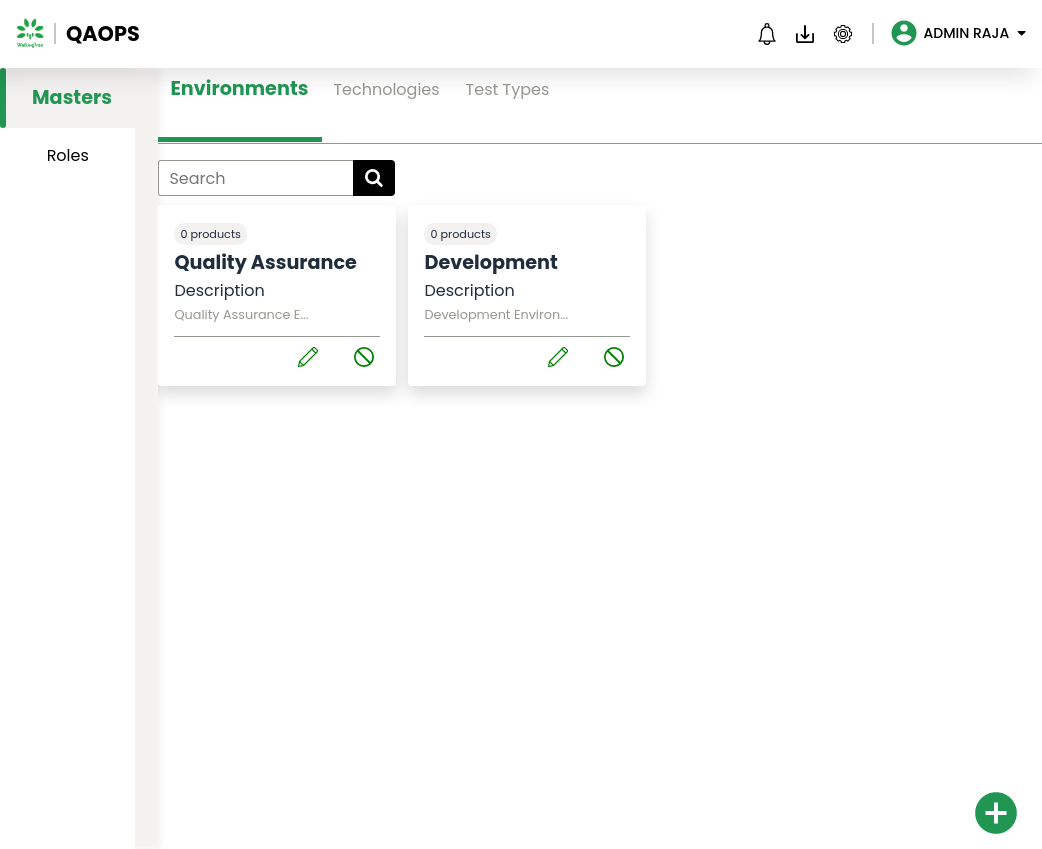 WalkingTree
QAOPS
ADMIN RAJA
Masters
Roles
Environments
Technologies
Test Types
Search
0 products
Quality Assurance
Description
Quality Assurance E...
0 products
Development
Description
Development Environ...